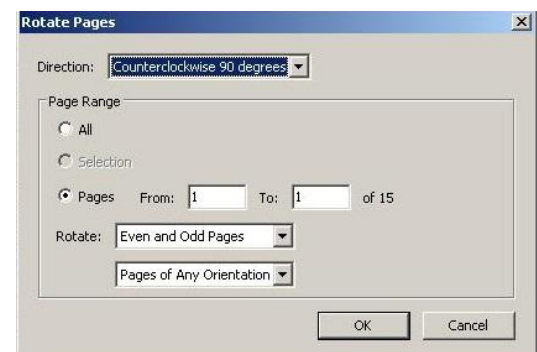 Rotate Pages
Direction: Counterclockwise 90 degrees
Page Range
All
Selection
Pages From: 1 To: 1 of 15
Rotate: Even and Odd Pages
Pages of Any Orientation
OK Cancel